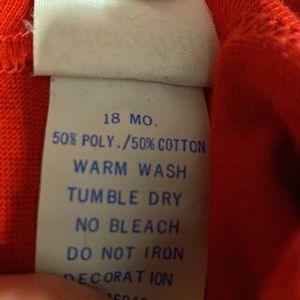 18 MO.
50% POLY./50% COTTON
WARM WASH
TUMBLE DRY
NO BLEACH
DO NOT IRON
DECORATION